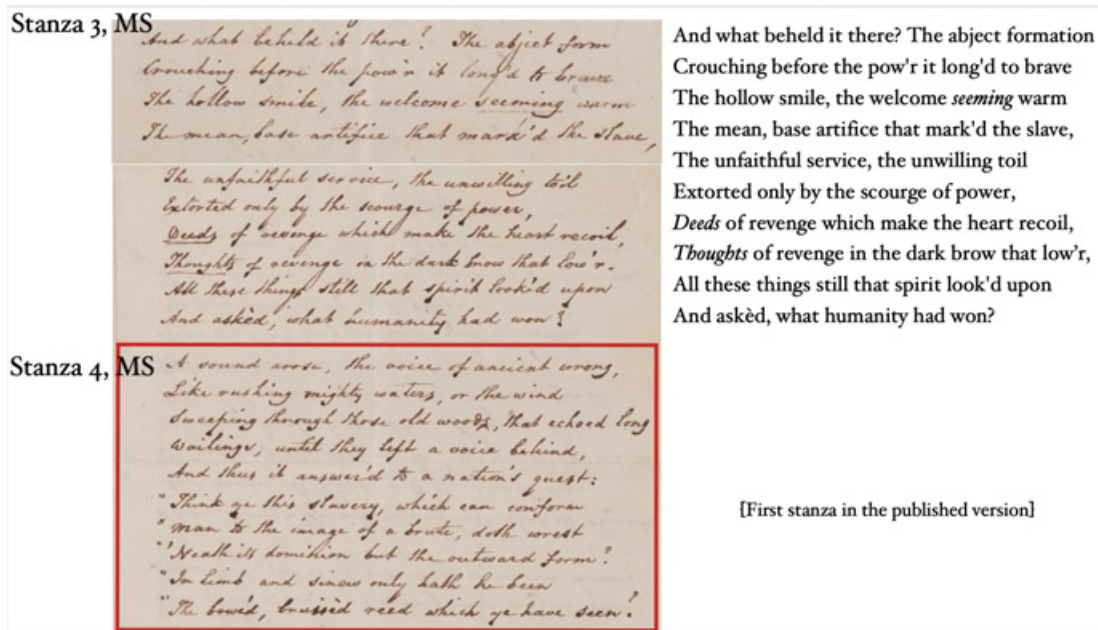 Stanza 3, MS
And what beheld it there? The abject form
Crouching before the pow'r it long'd to brave
The hollow smile, the welcome seeming warm
The mean, base artifice that mark'd the slave,
The unfaithful service, the unwilling toil
Extorted only by the scourge of power,
Deeds of revenge which make the heart recoil,
Thoughts of revenge in the dark brow that low'r.
All these things still that spirit look'd upon
And askèd, what humanity had won?
Stanza 4, MS
A sound arose, the voice of ancient wrong,
Like rushing mighty waters, or the wind
Sweeping through those old woods, that echoed long
Wailings, until they left a voice behind,
And thus it answer'd to a nation's quest:
"Think ye this slavery, which can conform
"Man to the image of a brute, doth wrest
"'Neath its dominion but the outward form?
"In limb and sinew only hath he been
"The bow'd, bruisèd reed which ye have seen?
And what beheld it there? The abject formation
Crouching before the pow'r it long'd to brave
The hollow smile, the welcome seeming warm
The mean, base artifice that mark'd the slave,
The unfaithful service, the unwilling toil
Extorted only by the scourge of power,
Deeds of revenge which make the heart recoil,
Thoughts of revenge in the dark brow that low'r,
All these things still that spirit look'd upon
And askèd, what humanity had won?
[First stanza in the published version]